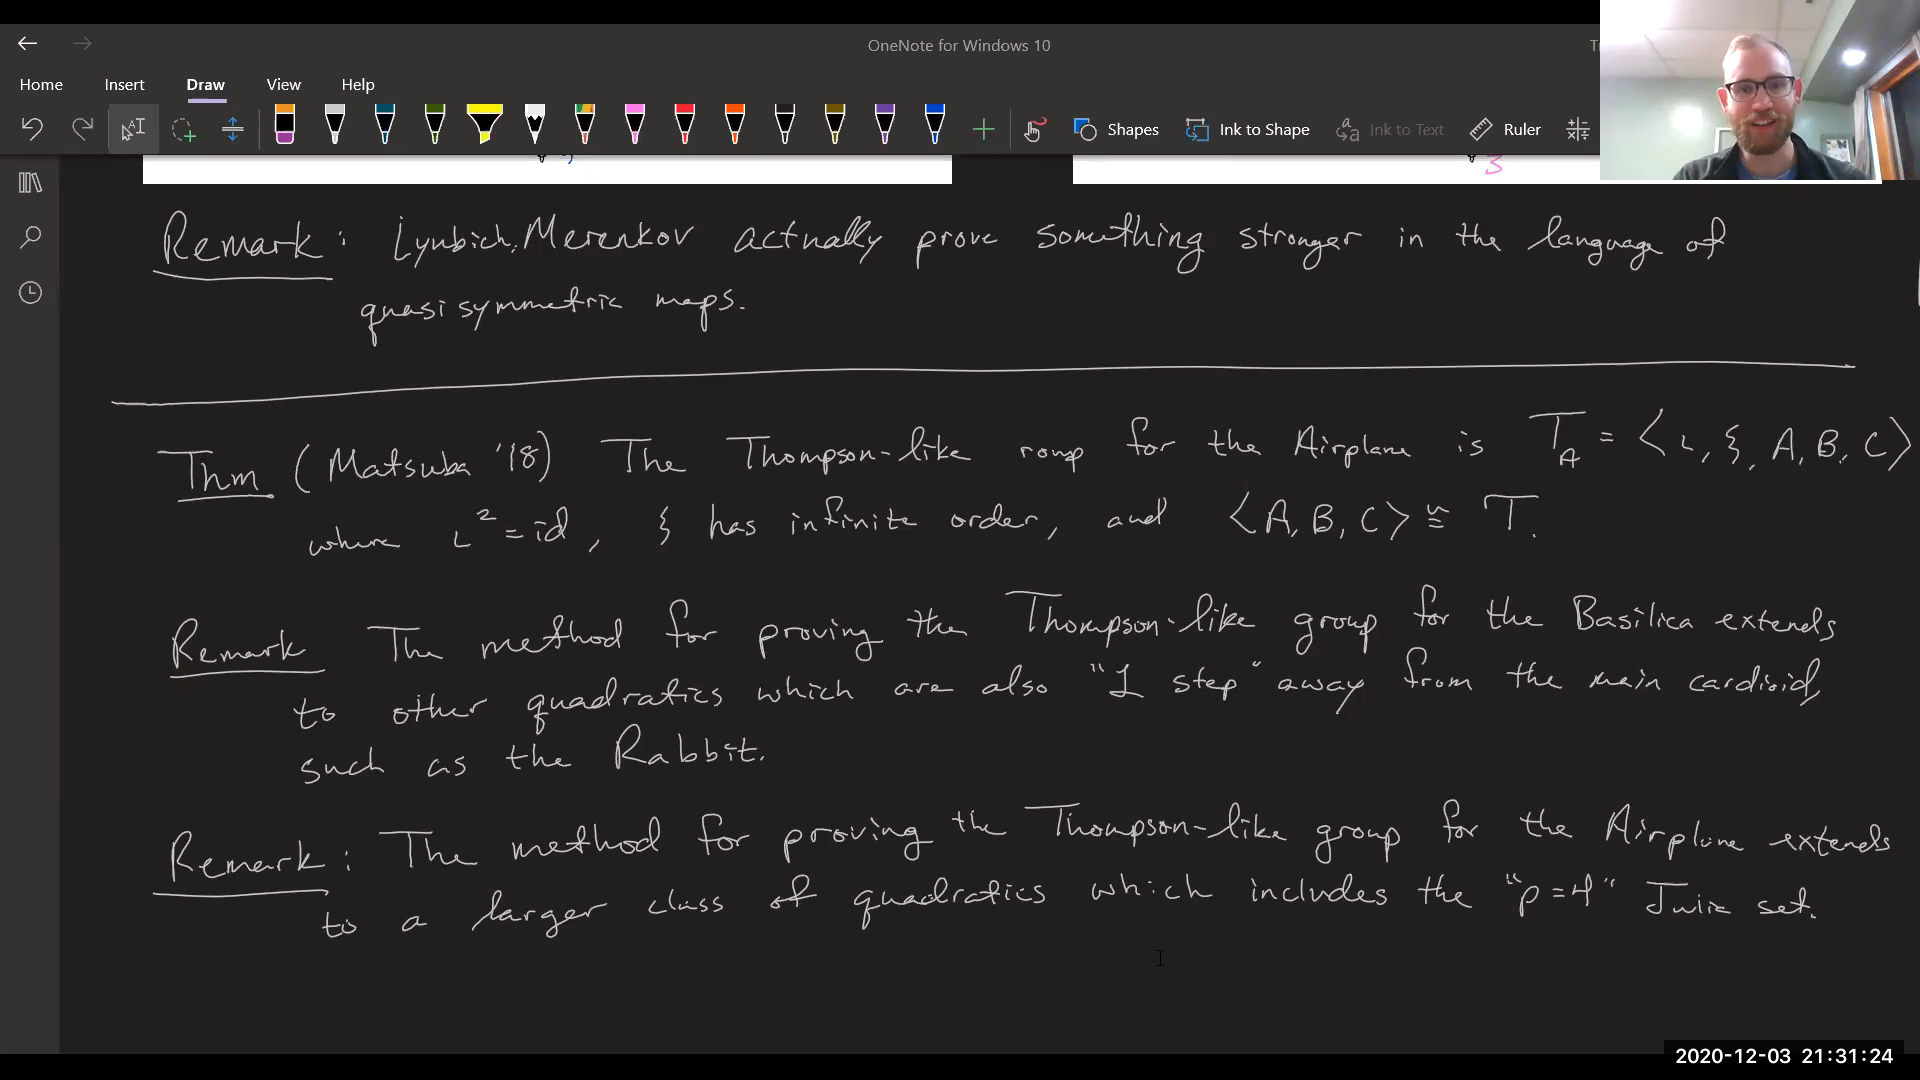 OneNote for Windows 10
Home Insert Draw View Help
Shapes Ink to Shape Ink to Text Ruler
3
Remark: Lyubich, Merenkov actually prove something stronger in the language of
quasisymmetric maps.
Thm (Matsuba '18) The Thompson-like roup for the Airplane is T_A = ⟨ι, ξ, A, B, C⟩
where ι² = id, ξ has infinite order, and ⟨A, B, C⟩ ≅ T.
Remark The method for proving the Thompson-like group for the Basilica extends
to other quadratics which are also "1 step" away from the main cardioid,
such as the Rabbit.
Remark: The method for proving the Thompson-like group for the Airplane extends
to a larger class of quadratics which includes the "p=4" Julia set.
2020-12-03 21:31:24